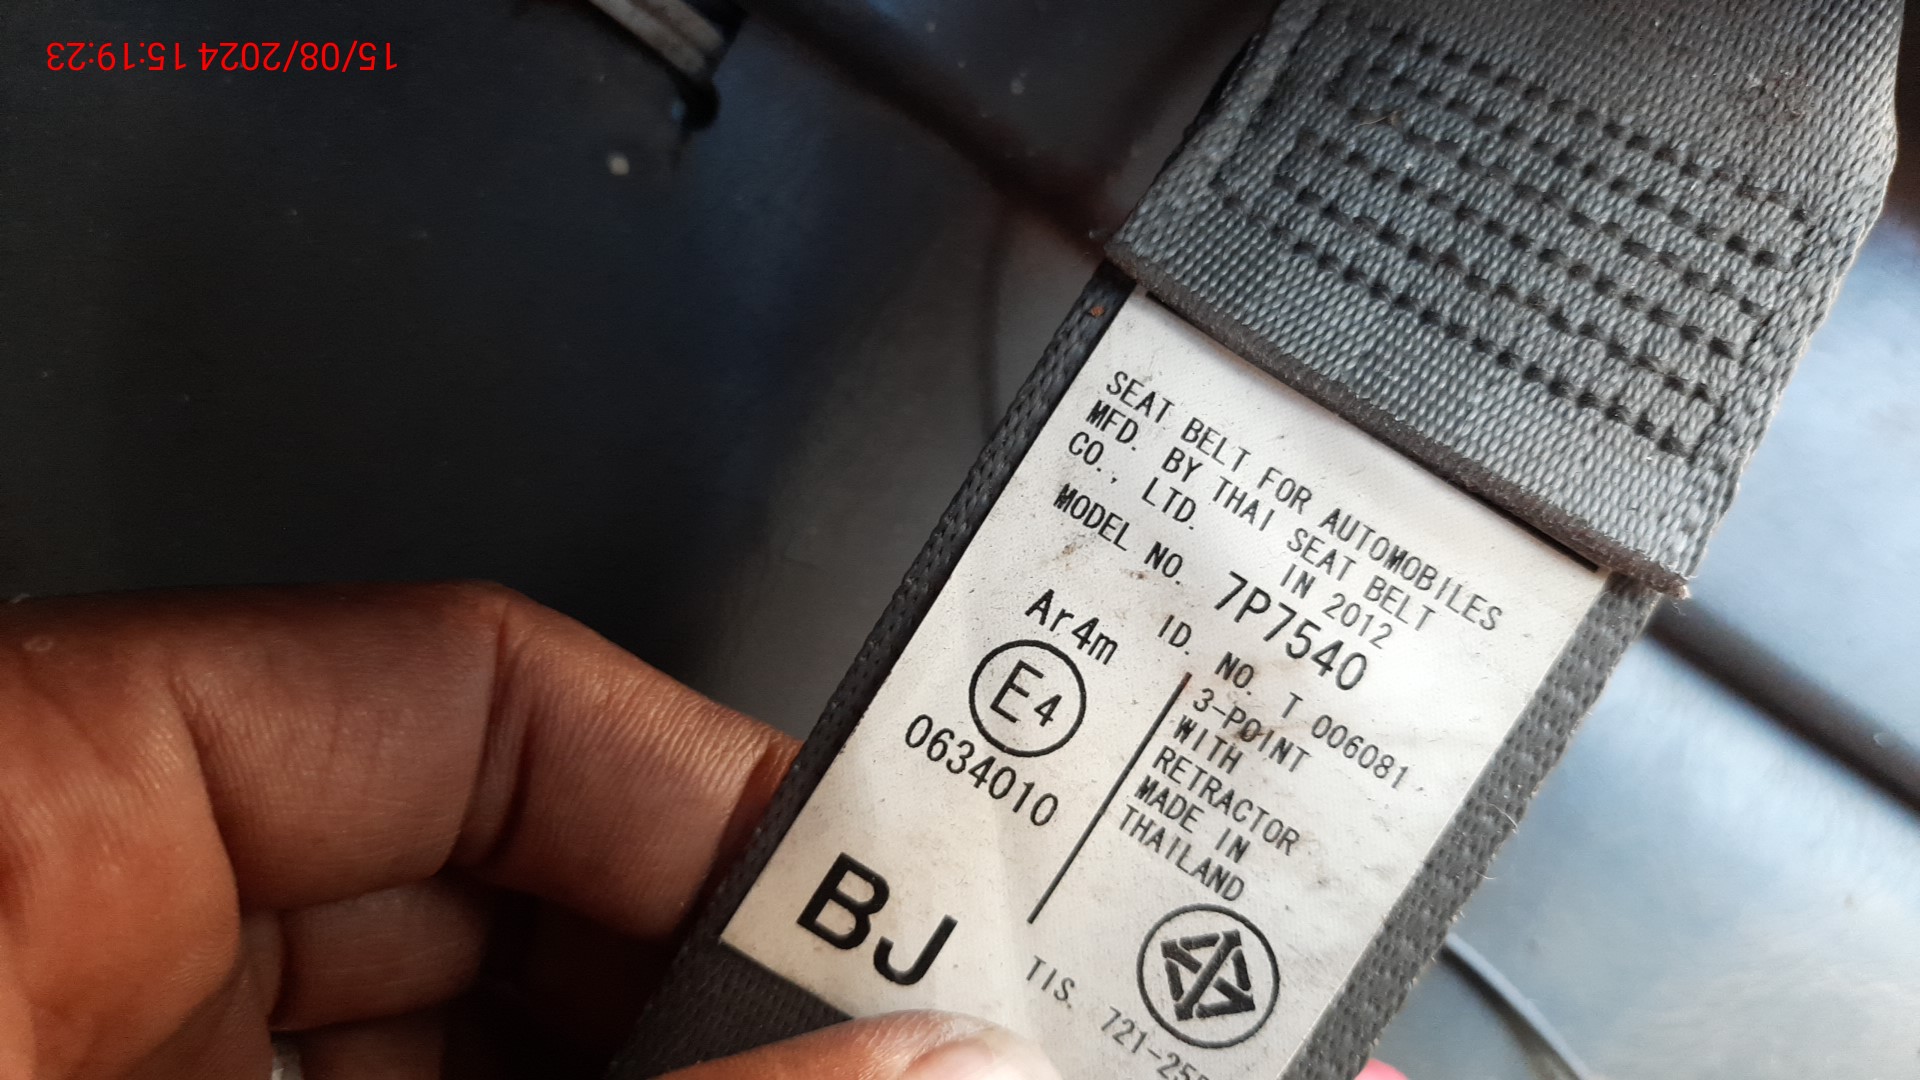 15/08/2024 15:19:23
SEAT BELT FOR AUTOMOBILES
MFD. BY THAI SEAT BELT
CO., LTD. IN 2012
MODEL NO. 7P7540
ID. NO. T 006081
Ar4m
E4
0634010
3-POINT
WITH
RETRACTOR
MADE IN
THAILAND
BJ
TIS.